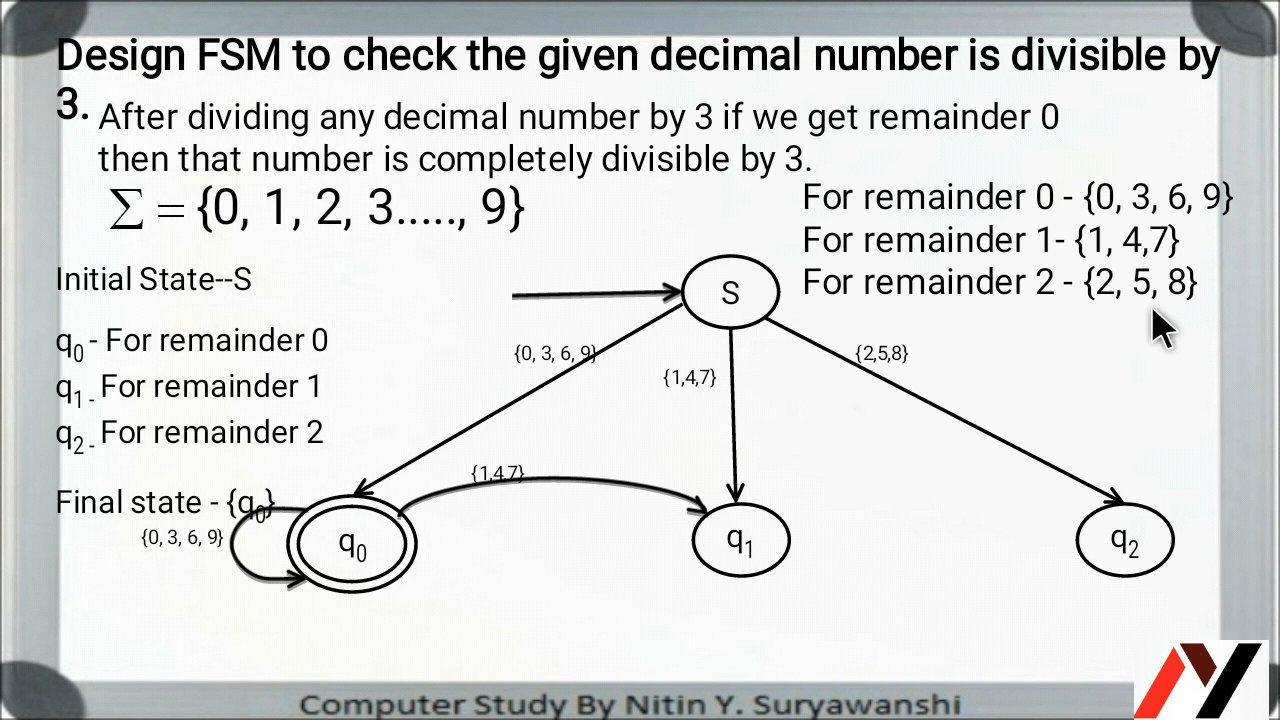 Design FSM to check the given decimal number is divisible by
3.
After dividing any decimal number by 3 if we get remainder 0
then that number is completely divisible by 3.
∑ = {0, 1, 2, 3....., 9}
For remainder 0 - {0, 3, 6, 9}
For remainder 1- {1, 4,7}
For remainder 2 - {2, 5, 8}
Initial State--S
S
q₀ - For remainder 0
q₁ - For remainder 1
q₂ - For remainder 2
{0, 3, 6, 9}
{1,4,7}
{2,5,8}
{1,4,7}
Final state - {q₀}
{0, 3, 6, 9}
q₀
q₁
q₂
Computer Study By Nitin Y. Suryawanshi